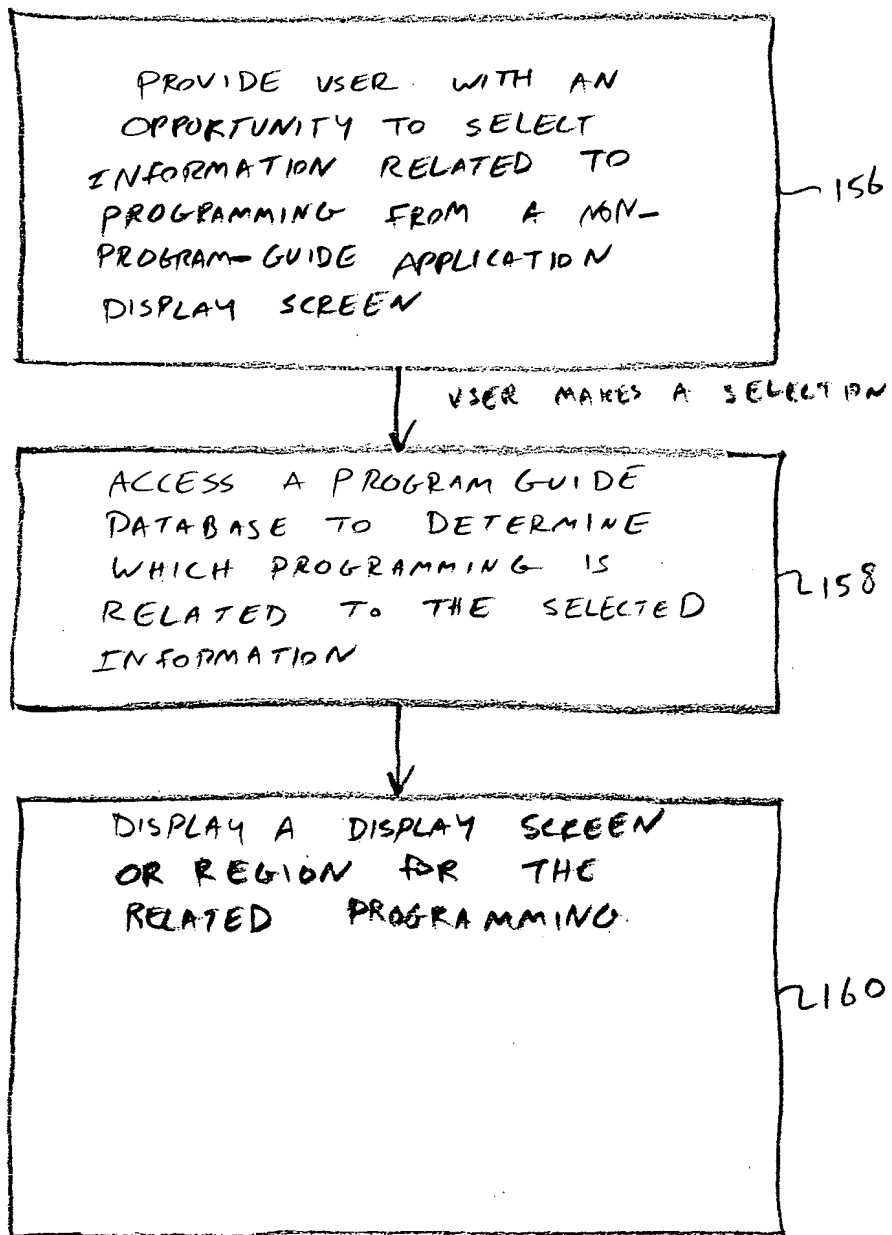 PROVIDE USER WITH AN
OPPORTUNITY TO SELECT
INFORMATION RELATED TO
PROGRAMMING FROM A NON-
PROGRAM-GUIDE APPLICATION
DISPLAY SCREEN
156
USER MAKES A SELECTION
ACCESS A PROGRAM GUIDE
DATABASE TO DETERMINE
WHICH PROGRAMMING IS
RELATED TO THE SELECTED
INFORMATION
158
DISPLAY A DISPLAY SCREEN
OR REGION FOR THE
RELATED PROGRAMMING.
160